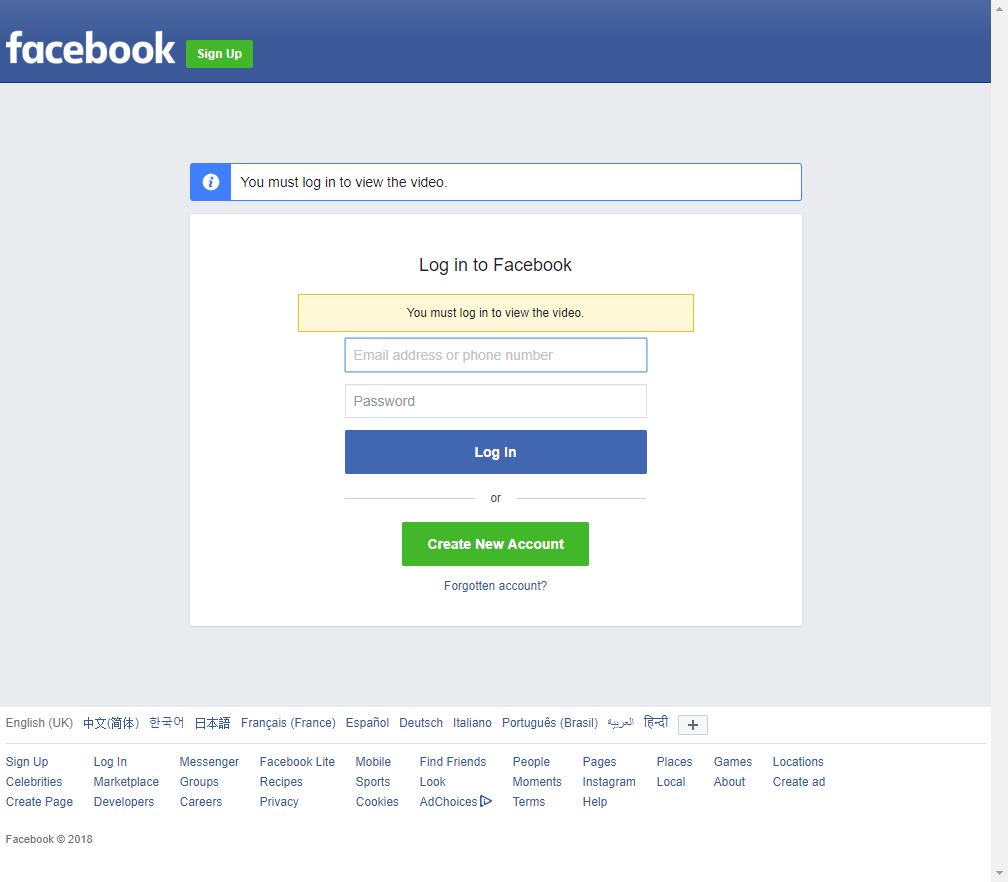 facebook Sign Up
You must log in to view the video.
Log in to Facebook
You must log in to view the video.
Email address or phone number
Password
Log In
or
Create New Account
Forgotten account?
English (UK) 中文(简体) 한국어 日本語 Français (France) Español Deutsch Italiano Português (Brasil) العربية हिन्दी +
Sign Up Log In Messenger Facebook Lite Mobile Find Friends People Pages Places Games Locations
Celebrities Marketplace Groups Recipes Sports Look Moments Instagram Local About Create ad
Create Page Developers Careers Privacy Cookies AdChoices Terms Help
Facebook © 2018